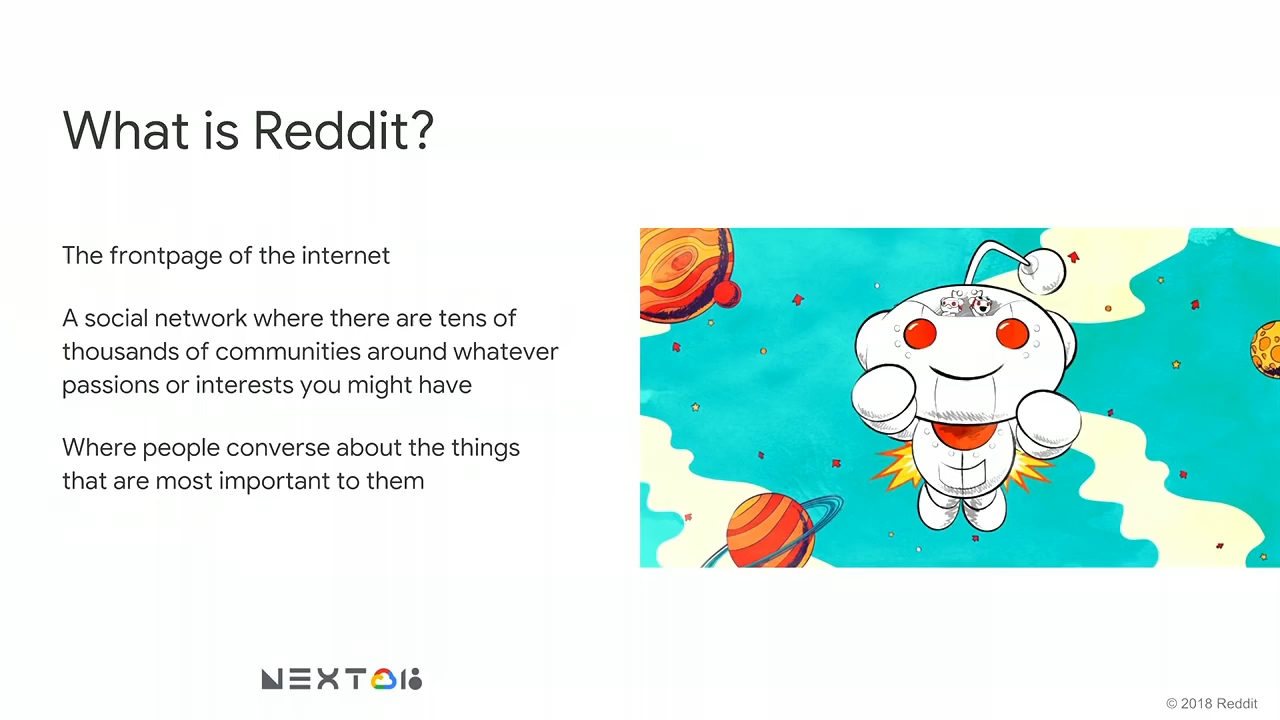 What is Reddit?
The frontpage of the internet
A social network where there are tens of
thousands of communities around whatever
passions or interests you might have
Where people converse about the things
that are most important to them
NEXT 18
© 2018 Reddit